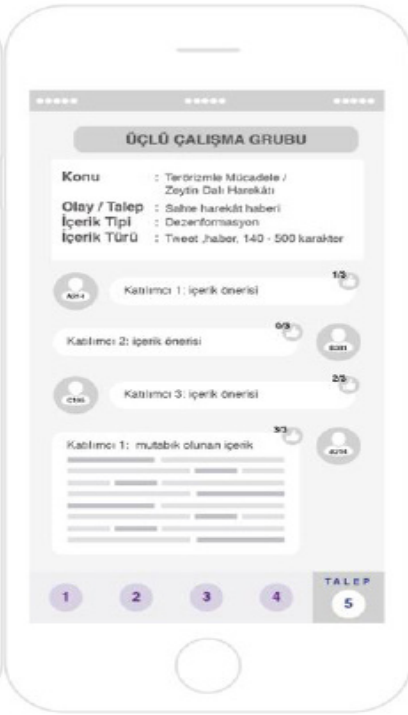 ÜÇLÜ ÇALIŞMA GRUBU
Konu : Terörizmle Mücadele /
Zeytin Dalı Harekâtı
Olay / Talep : Sahte harekât haberi
İçerik Tipi : Dezenformasyon
İçerik Türü : Tweet ,haber, 140 - 500 karakter
1/3
Katılımcı 1: içerik önerisi
0/3
Katılımcı 2: içerik önerisi
2/3
Katılımcı 3: içerik önerisi
3/3
Katılımcı 1: mutabık olunan içerik
TALEP
1 2 3 4 5